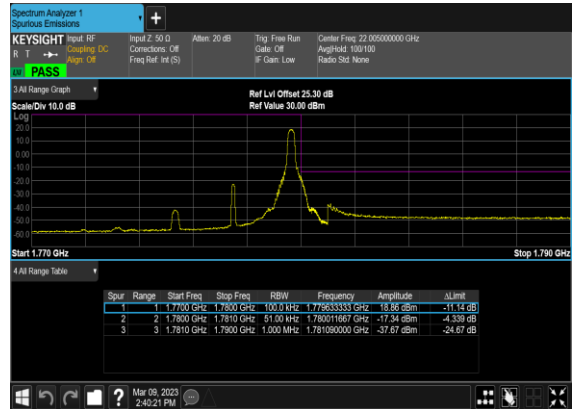 Spectrum Analyzer 1
Spurious Emissions
KEYSIGHT Input: RF Input Z: 50 Ω Atten: 20 dB Trig: Free Run Center Freq: 22.005000000 GHz
R T Coupling: DC Corrections: Off Gate: Off Avg|Hold: 100/100
Align: Off Freq Ref: Int (S) IF Gain: Low Radio Std: None
LW PASS
3 All Range Graph
Ref Lvl Offset 25.30 dB
Scale/Div 10.0 dB Ref Value 30.00 dBm
Log
20.0
10.0
0.00
-10.0
-20.0
-30.0
-40.0
-50.0
-60.0
Start 1.770 GHz Stop 1.790 GHz
4 All Range Table
Spur Range Start Freq Stop Freq RBW Frequency Amplitude ΔLimit
1 1 1.7700 GHz 1.7800 GHz 100.0 kHz 1.779633333 GHz 18.86 dBm -11.14 dB
2 2 1.7800 GHz 1.7810 GHz 51.00 kHz 1.780011667 GHz -17.34 dBm -4.339 dB
3 3 1.7810 GHz 1.7900 GHz 1.000 MHz 1.781090000 GHz -37.67 dBm -24.67 dB
? Mar 09, 2023
2:40:21 PM